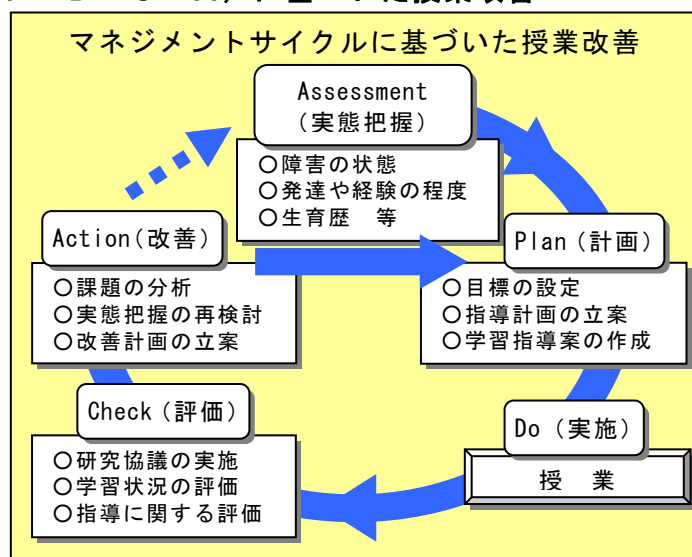 マネジメントサイクルに基づいた授業改善
Assessment
(実態把握)
○障害の状態
○発達や経験の程度
○生育歴　等
Plan(計画)
○目標の設定
○指導計画の立案
○学習指導案の作成
Do(実施)
授　業
Check(評価)
○研究協議の実施
○学習状況の評価
○指導に関する評価
Action(改善)
○課題の分析
○実態把握の再検討
○改善計画の立案